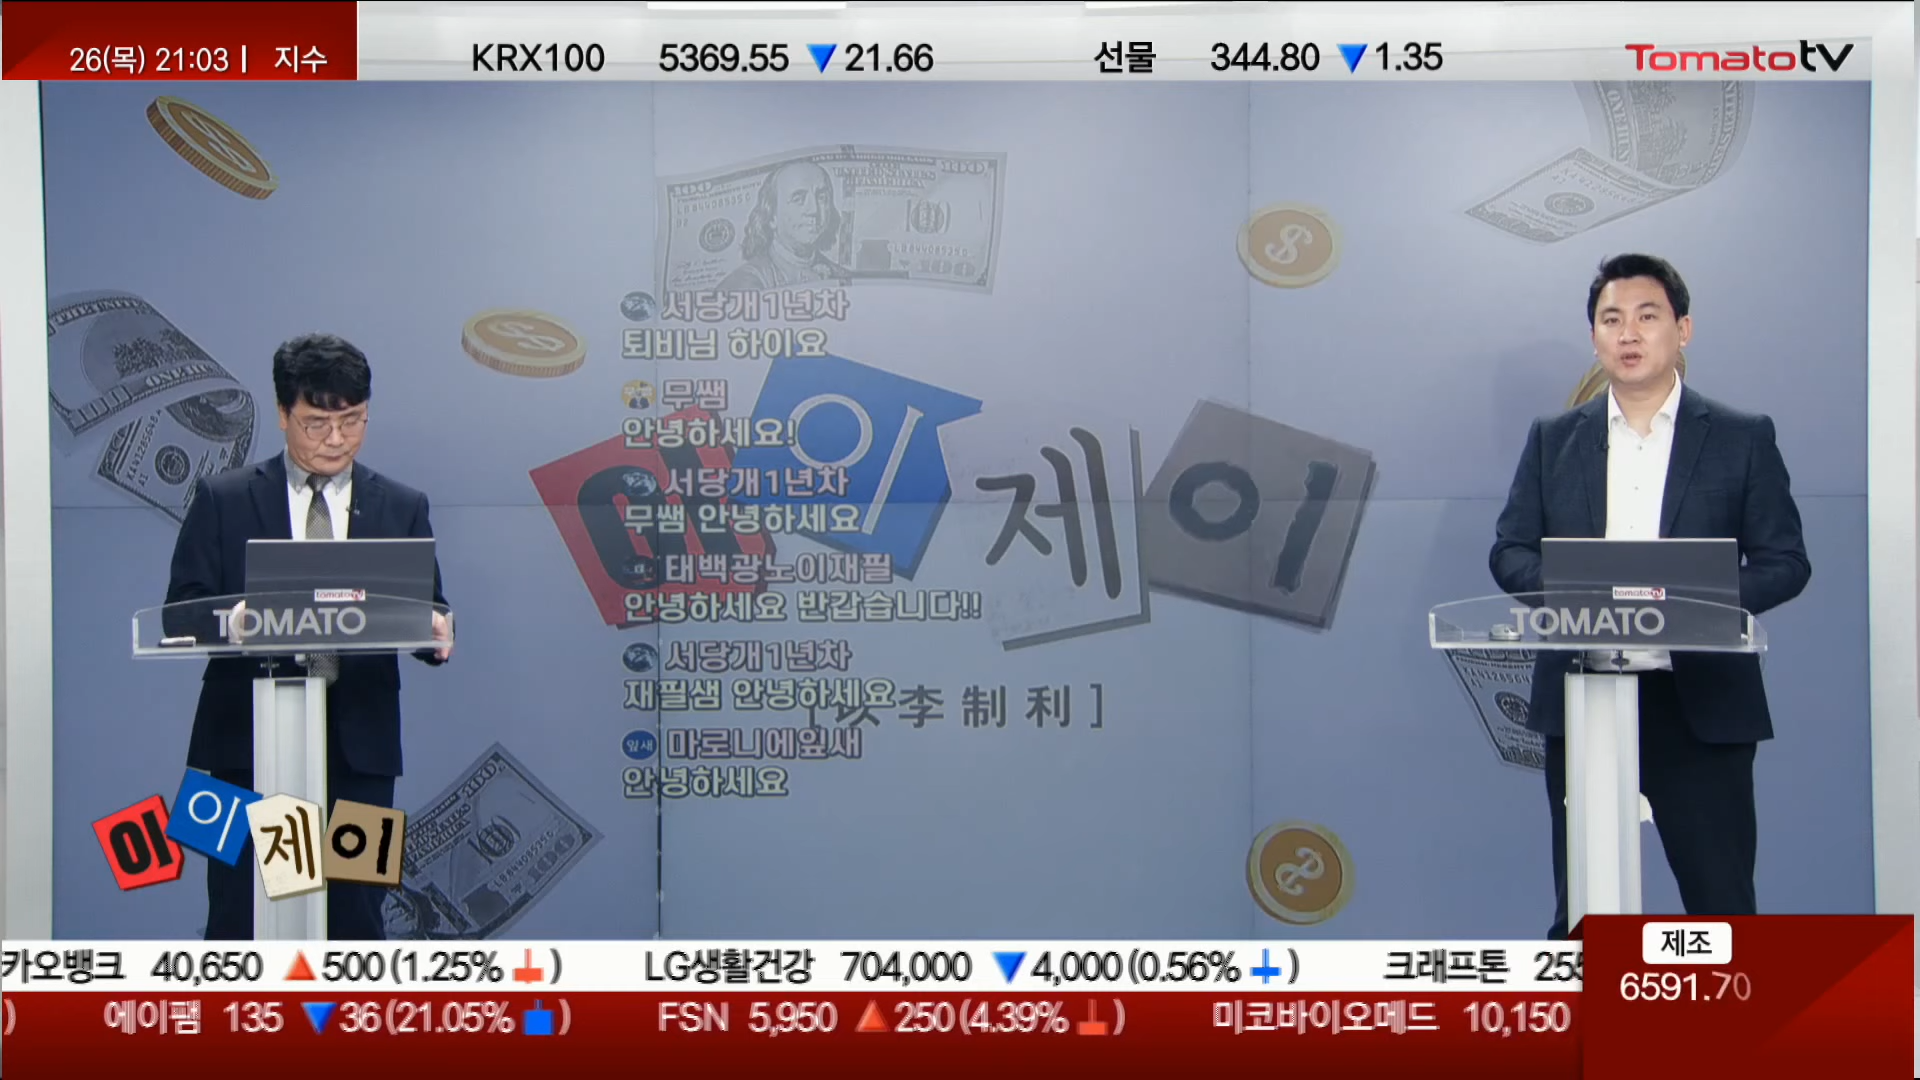 26(목) 21:03 | 지수 KRX100 5369.55 ▼21.66 선물 344.80 ▼1.35 Tomatotv
서당개1년차
퇴비님 하이요
무쌤
안녕하세요!
서당개1년차
무쌤 안녕하세요
태백광노이재필
안녕하세요 반갑습니다!!
서당개1년차
재필샘 안녕하세요
잎새 마로니에잎새
안녕하세요
이이제이
[以李制利]
tomatotv
TOMATO
tomatotv
TOMATO
이이제이
카오뱅크 40,650 ▲500(1.25%) LG생활건강 704,000 ▼4,000(0.56%) 크래프톤 255
제조
6591.70
) 에이팸 135 ▼36(21.05%) FSN 5,950 ▲250(4.39%) 미코바이오메드 10,150